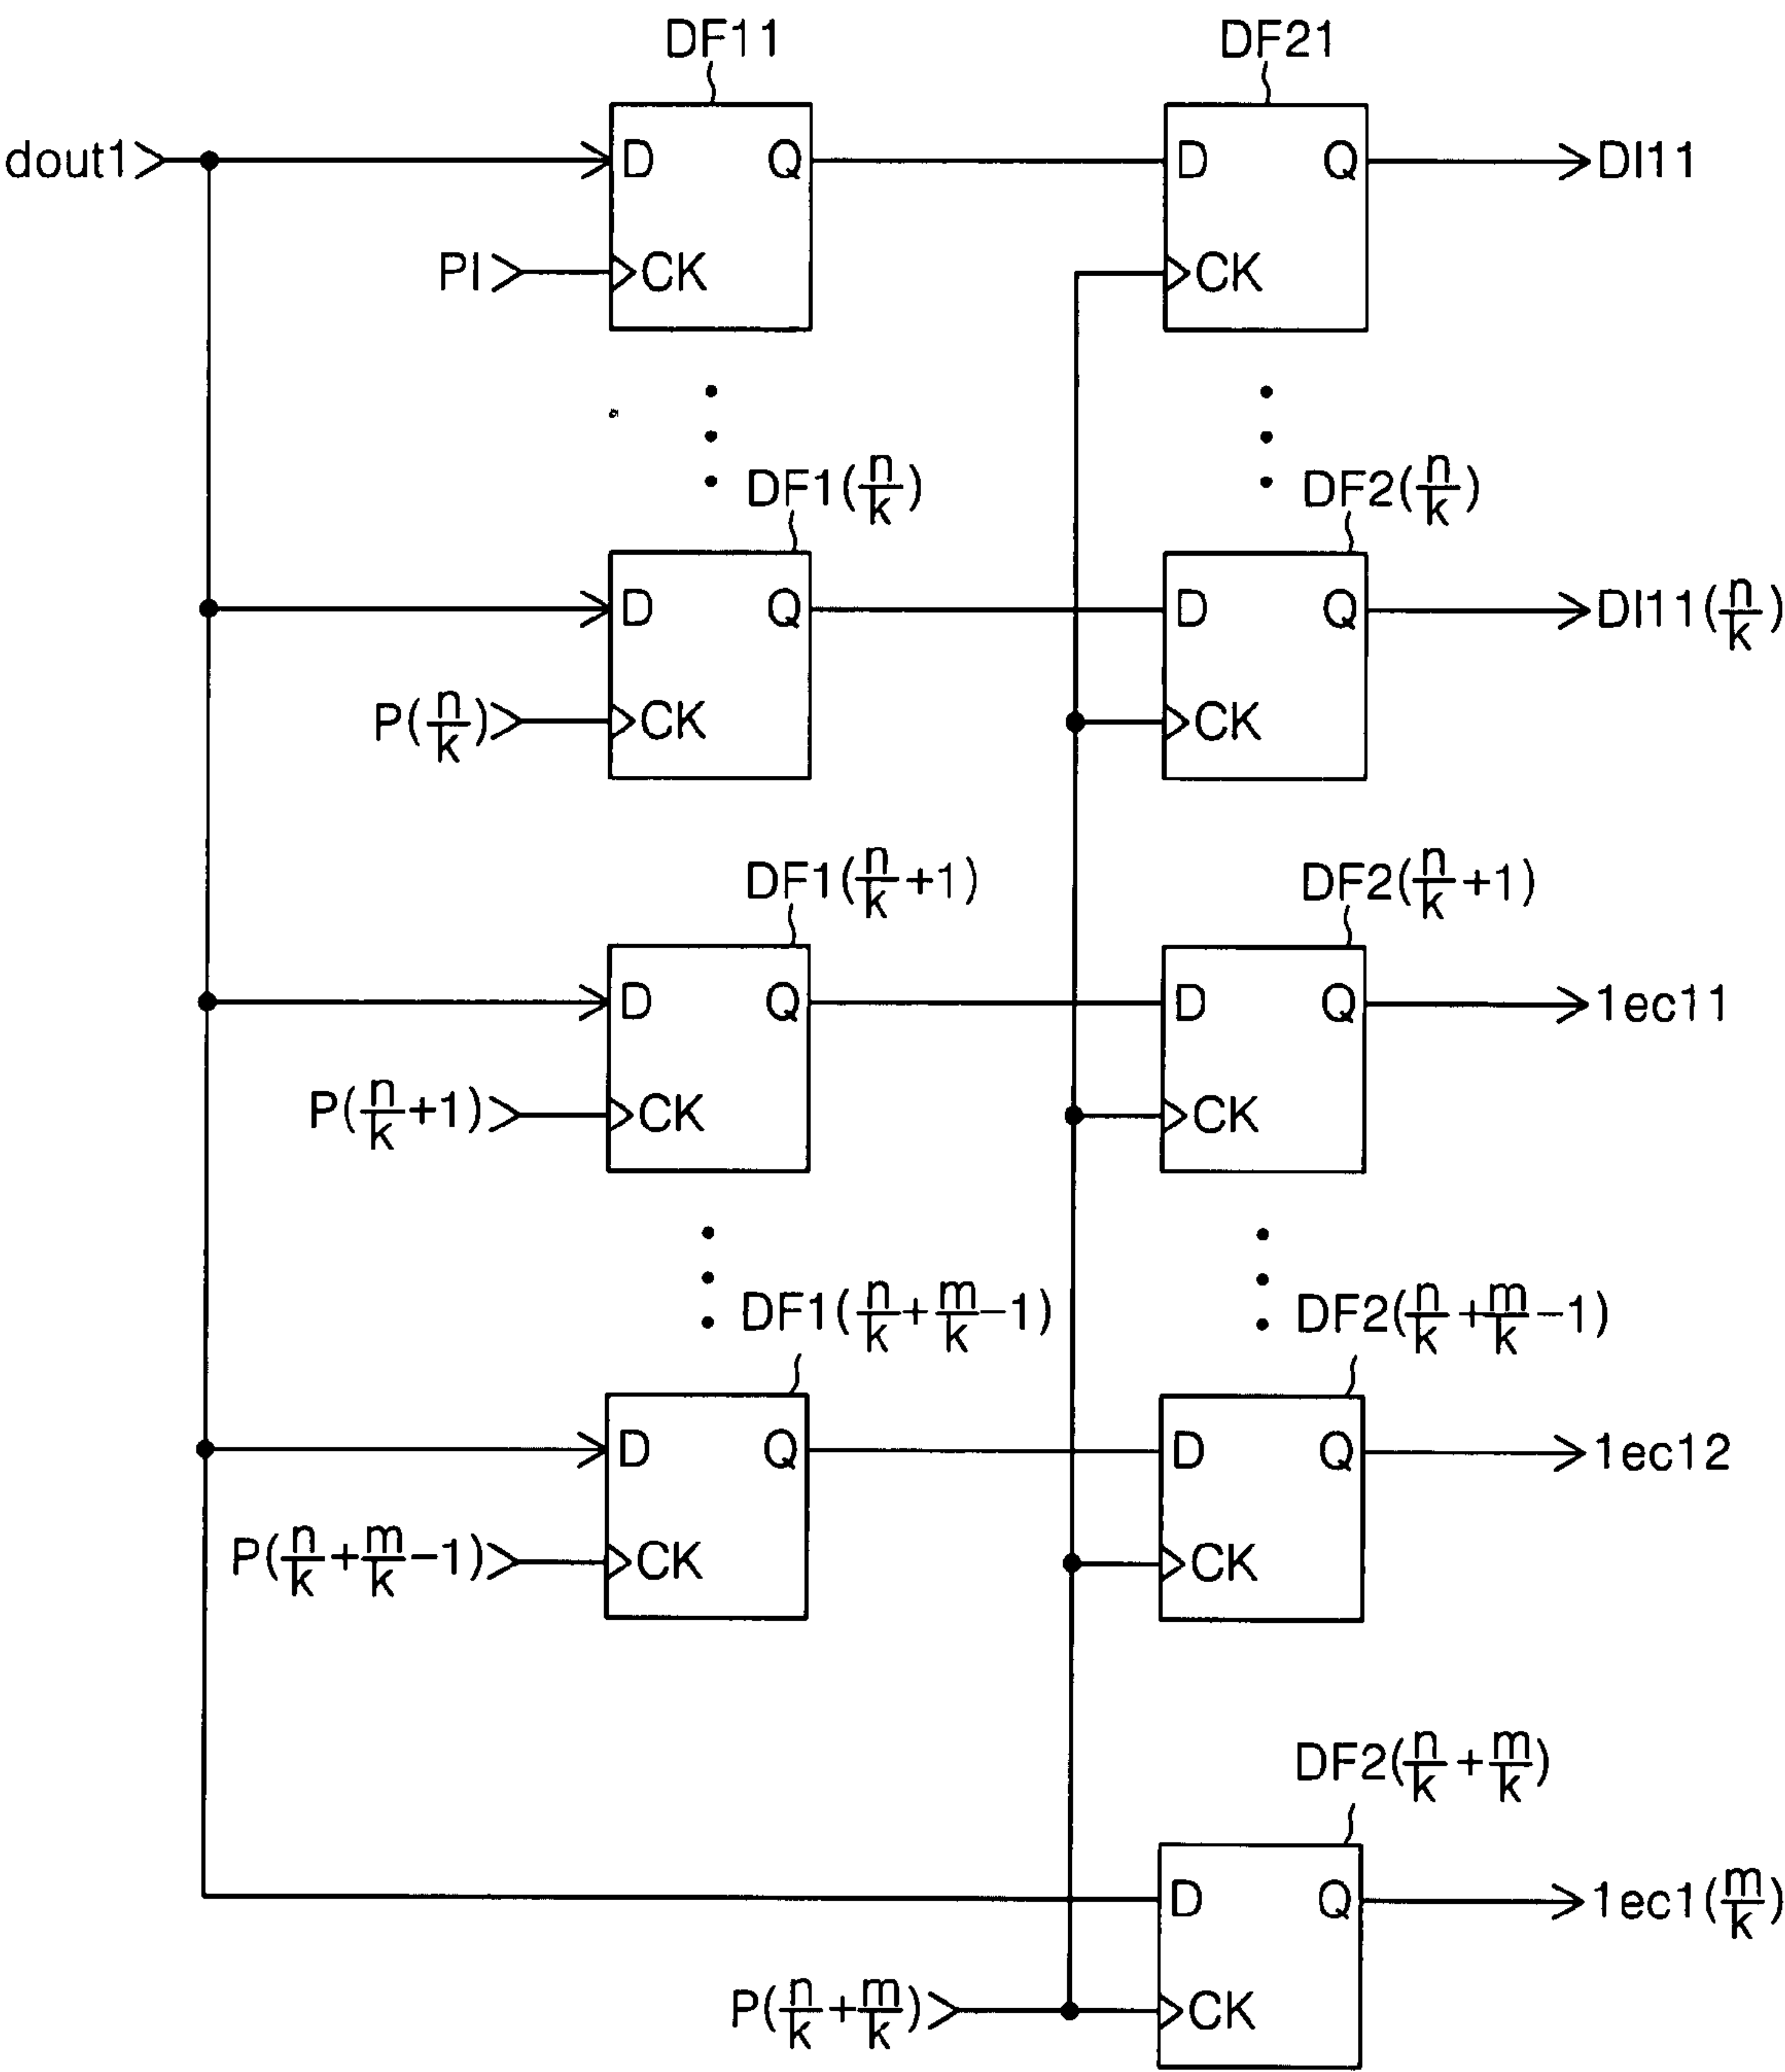 DF11 DF21
dout1 D Q D Q DI11
PI CK CK
DF1(n/k) DF2(n/k)
D Q D Q DI11(n/k)
P(n/k) CK CK
DF1(n/k+1) DF2(n/k+1)
D Q D Q 1ec11
P(n/k+1) CK CK
DF1(n/k+m/k-1) DF2(n/k+m/k-1)
D Q D Q 1ec12
P(n/k+m/k-1) CK CK
DF2(n/k+m/k)
D Q 1ec1(m/k)
P(n/k+m/k) CK